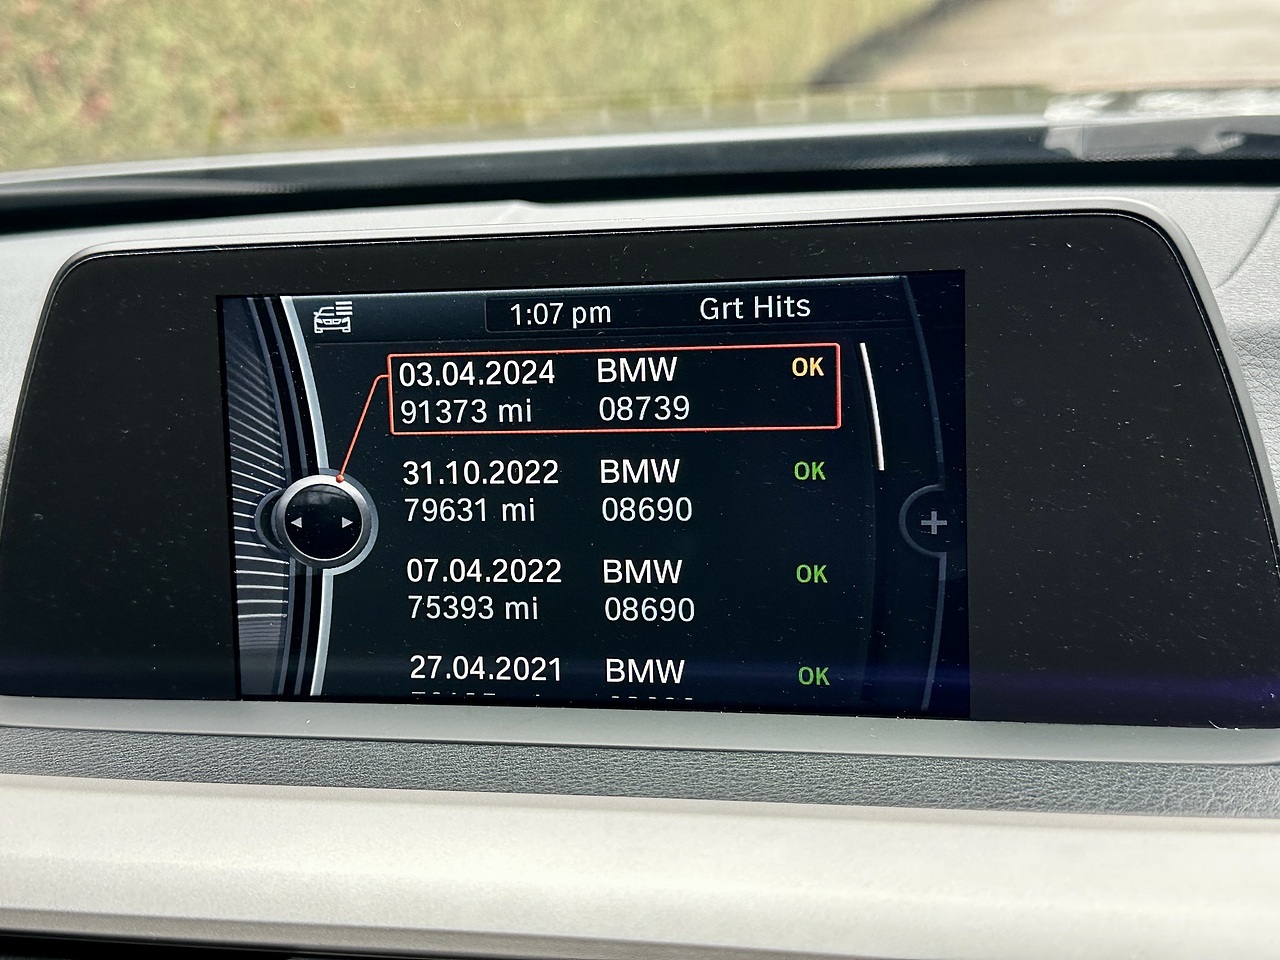 1:07 pm Grt Hits
03.04.2024 BMW OK
91373 mi 08739
31.10.2022 BMW OK
79631 mi 08690
07.04.2022 BMW OK
75393 mi 08690
27.04.2021 BMW OK